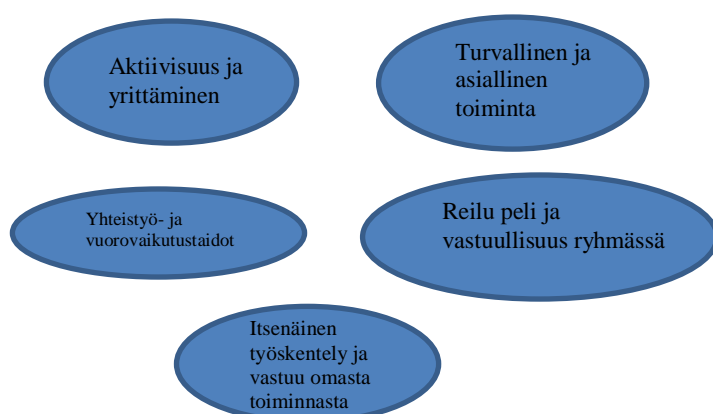 Aktiivisuus ja
yrittäminen
Turvallinen ja
asiallinen
toiminta
Yhteistyö- ja
vuorovaikutustaidot
Reilu peli ja
vastuullisuus ryhmässä
Itsenäinen
työskentely ja
vastuu omasta
toiminnasta